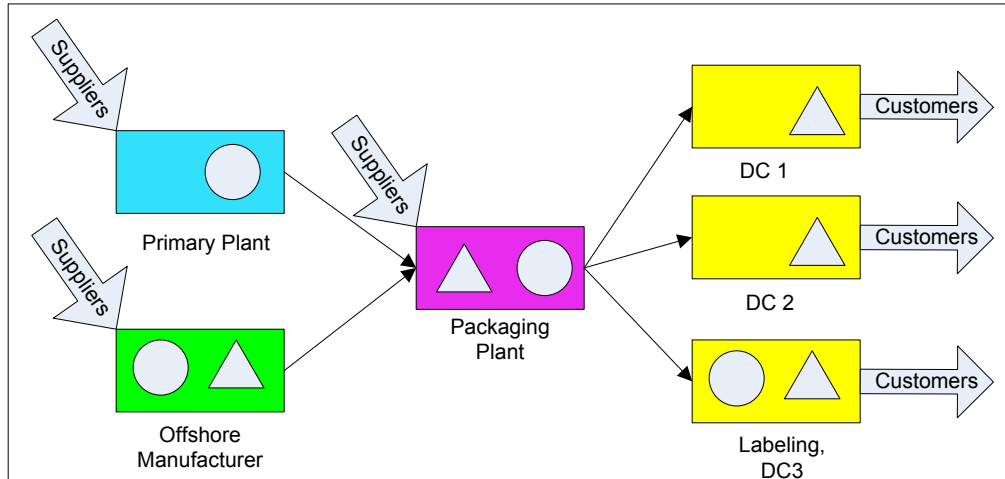 Suppliers
Primary Plant
Suppliers
Offshore
Manufacturer
Suppliers
Packaging
Plant
DC 1
Customers
DC 2
Customers
Labeling,
DC3
Customers